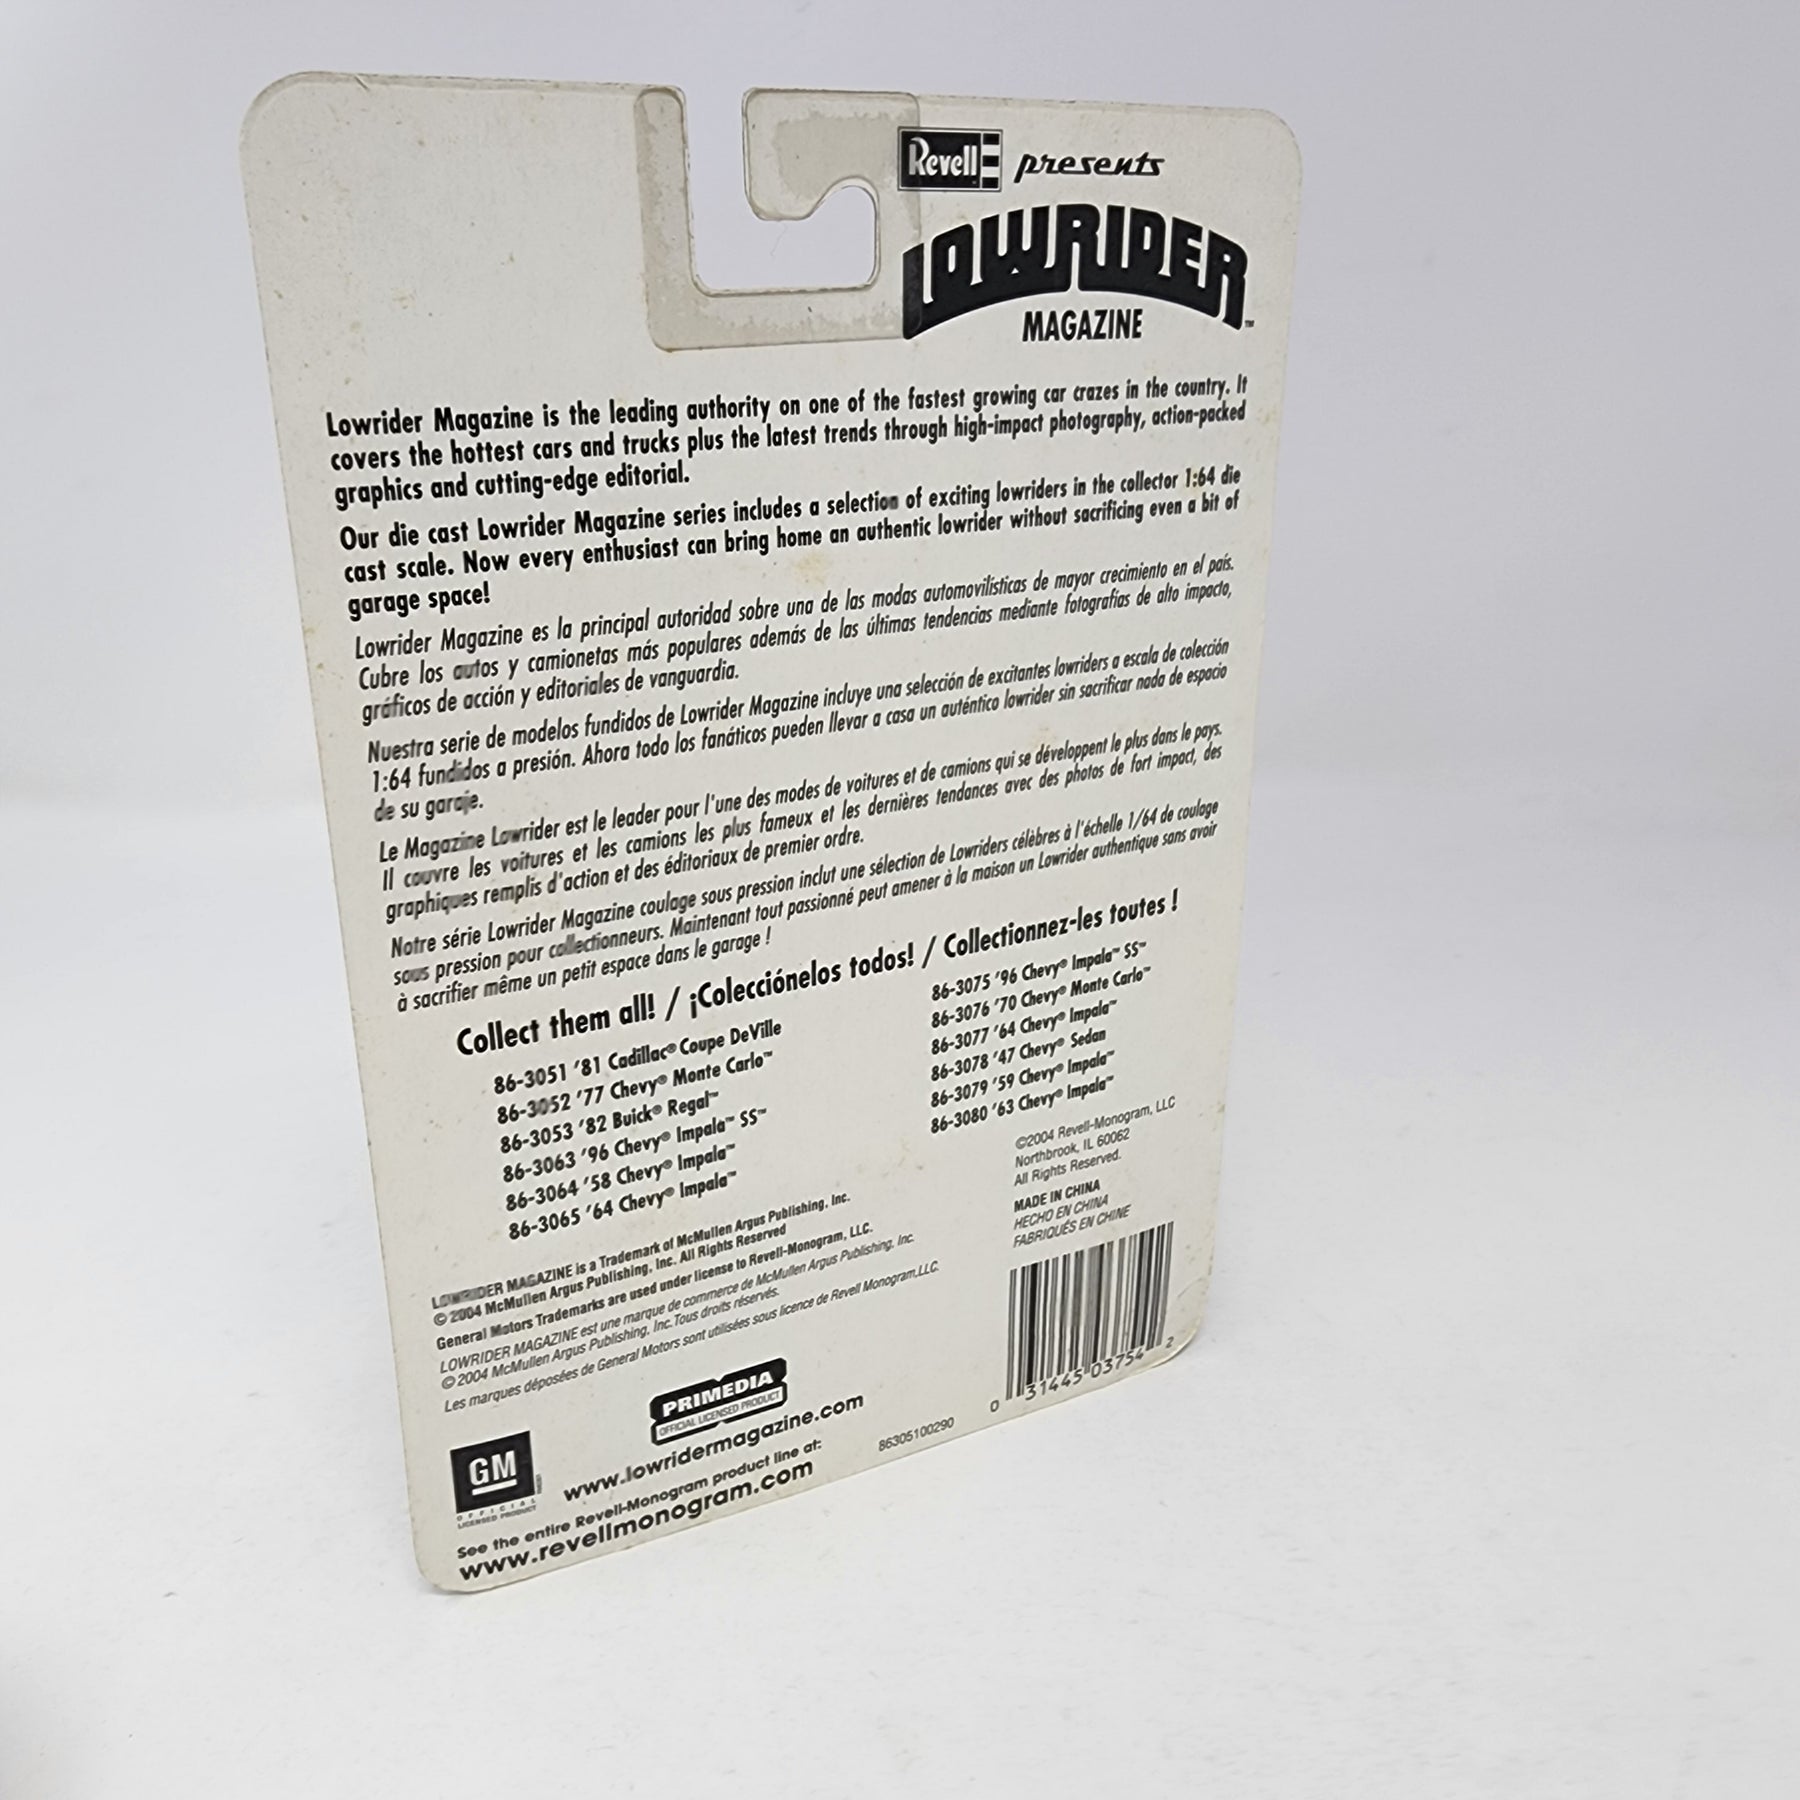 Revell presents
LOWRIDER™
MAGAZINE
Lowrider Magazine is the leading authority on one of the fastest growing car crazes in the country. It
covers the hottest cars and trucks plus the latest trends through high-impact photography, action-packed
graphics and cutting-edge editorial.
Our die cast Lowrider Magazine series includes a selection of exciting lowriders in the collector 1:64 die
cast scale. Now every enthusiast can bring home an authentic lowrider without sacrificing even a bit of
garage space!
Lowrider Magazine es la principal autoridad sobre una de las modas automovilísticas de mayor crecimiento en el país.
Cubre los autos y camionetas más populares además de las últimas tendencias mediante fotografías de alto impacto,
gráficos de acción y editoriales de vanguardia.
Nuestra serie de modelos fundidos de Lowrider Magazine incluye una selección de excitantes lowriders a escala de colección
1:64 fundidos a presión. Ahora todo los fanáticos pueden llevar a casa un auténtico lowrider sin sacrificar nada de espacio
de su garaje.
Le Magazine Lowrider est le leader pour l'une des modes de voitures et de camions qui se développent le plus dans le pays.
Il couvre les voitures et les camions les plus fameux et les dernières tendances avec des photos de fort impact, des
graphiques remplis d'action et des éditoriaux de premier ordre.
Notre série Lowrider Magazine coulage sous pression inclut une sélection de Lowriders célèbres à l'échelle 1/64 de coulage
sous pression pour collectionneurs. Maintenant tout passionné peut amener à la maison un Lowrider authentique sans avoir
à sacrifier même un petit espace dans le garage !
Collect them all! / ¡Colecciónelos todos! / Collectionnez-les toutes !
86-3051 '81 Cadillac® Coupe DeVille
86-3052 '77 Chevy® Monte Carlo™
86-3053 '82 Buick® Regal™
86-3063 '96 Chevy® Impala™ SS™
86-3064 '58 Chevy® Impala™
86-3065 '64 Chevy® Impala™
86-3075 '96 Chevy® Impala™ SS™
86-3076 '70 Chevy® Monte Carlo™
86-3077 '64 Chevy® Impala™
86-3078 '47 Chevy® Sedan
86-3079 '59 Chevy® Impala™
86-3080 '63 Chevy® Impala™
©2004 Revell-Monogram, LLC
Northbrook, IL 60062
All Rights Reserved.
MADE IN CHINA
HECHO EN CHINA
FABRIQUÉS EN CHINE
LOWRIDER MAGAZINE is a Trademark of McMullen Argus Publishing, Inc.
© 2004 McMullen Argus Publishing, Inc. All Rights Reserved
General Motors Trademarks are used under license to Revell-Monogram, LLC.
LOWRIDER MAGAZINE est une marque de commerce de McMullen Argus Publishing, Inc.
© 2004 McMullen Argus Publishing, Inc. Tous droits réservés.
Les marques déposées de General Motors sont utilisées sous licence de Revell Monogram,LLC.
0 31445 03754 2
PRIMEDIA
OFFICIAL LICENSED PRODUCT
GM
OFFICIAL
LICENSED PRODUCT
www.lowridermagazine.com
86305100290
See the entire Revell-Monogram product line at:
www.revellmonogram.com